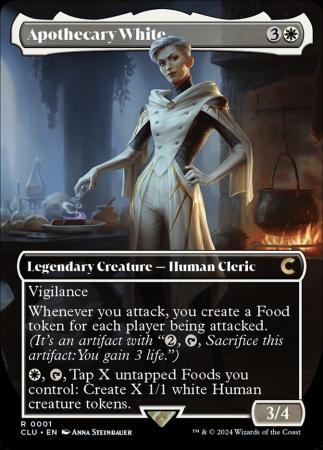 Apothecary White 3
Legendary Creature — Human Cleric
Vigilance
Whenever you attack, you create a Food
token for each player being attacked.
(It's an artifact with “2, , Sacrifice this
artifact:You gain 3 life.”)
, , Tap X untapped Foods you
control: Create X 1/1 white Human
creature tokens.
3/4
R 0001
CLU • EN Anna Steinbauer
™ & © 2024 Wizards of the Coast